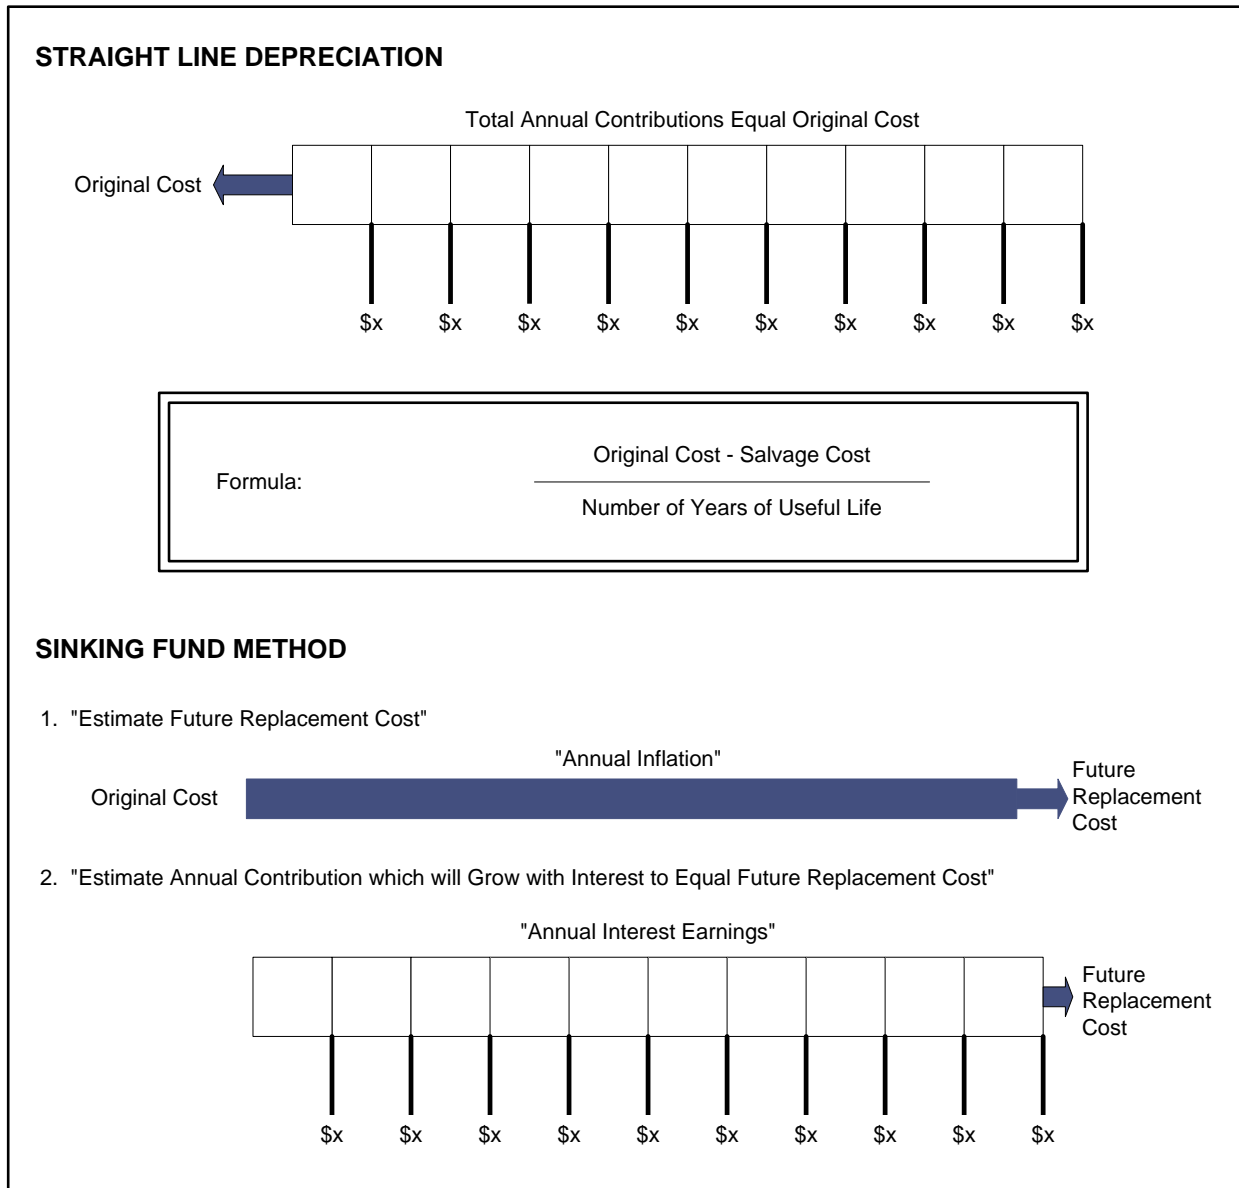 STRAIGHT LINE DEPRECIATION
Total Annual Contributions Equal Original Cost
Original Cost
$x $x $x $x $x $x $x $x $x $x
Formula:
Original Cost - Salvage Cost
Number of Years of Useful Life
SINKING FUND METHOD
1. "Estimate Future Replacement Cost"
"Annual Inflation"
Original Cost
Future
Replacement
Cost
2. "Estimate Annual Contribution which will Grow with Interest to Equal Future Replacement Cost"
"Annual Interest Earnings"
Future
Replacement
Cost
$x $x $x $x $x $x $x $x $x $x